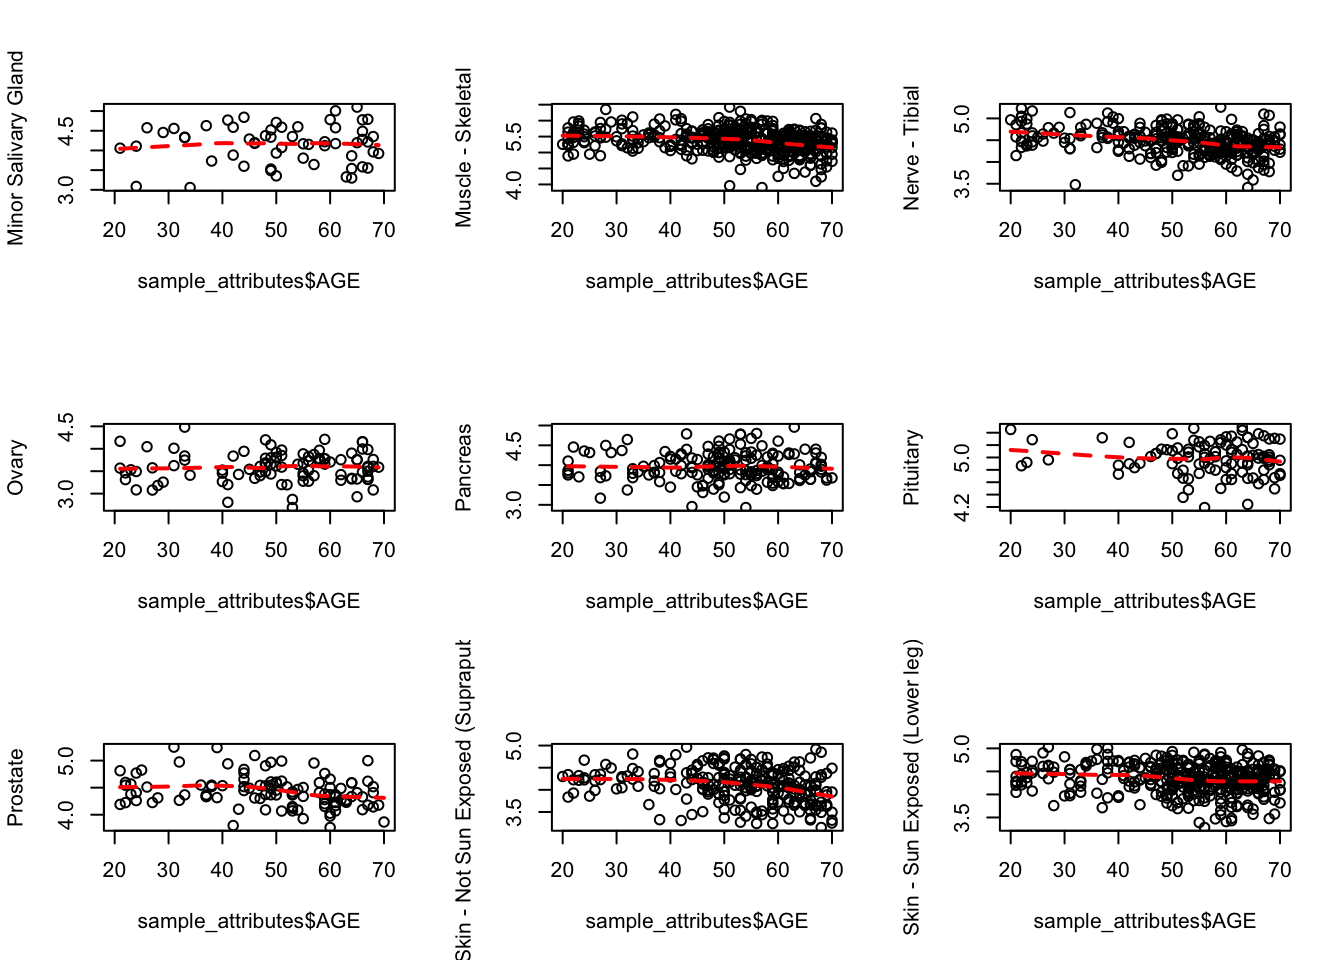 Minor Salivary Gland
4.5
3.0
20 30 40 50 60 70
sample_attributes$AGE
Muscle - Skeletal
5.5
4.0
20 30 40 50 60 70
sample_attributes$AGE
Nerve - Tibial
5.0
3.5
20 30 40 50 60 70
sample_attributes$AGE
Ovary
4.5
3.0
20 30 40 50 60 70
sample_attributes$AGE
Pancreas
4.5
3.0
20 30 40 50 60 70
sample_attributes$AGE
Pituitary
5.0
4.2
20 30 40 50 60 70
sample_attributes$AGE
Prostate
5.0
4.0
20 30 40 50 60 70
sample_attributes$AGE
Skin - Not Sun Exposed (Suprapub
5.0
3.5
20 30 40 50 60 70
sample_attributes$AGE
Skin - Sun Exposed (Lower leg)
5.0
3.5
20 30 40 50 60 70
sample_attributes$AGE